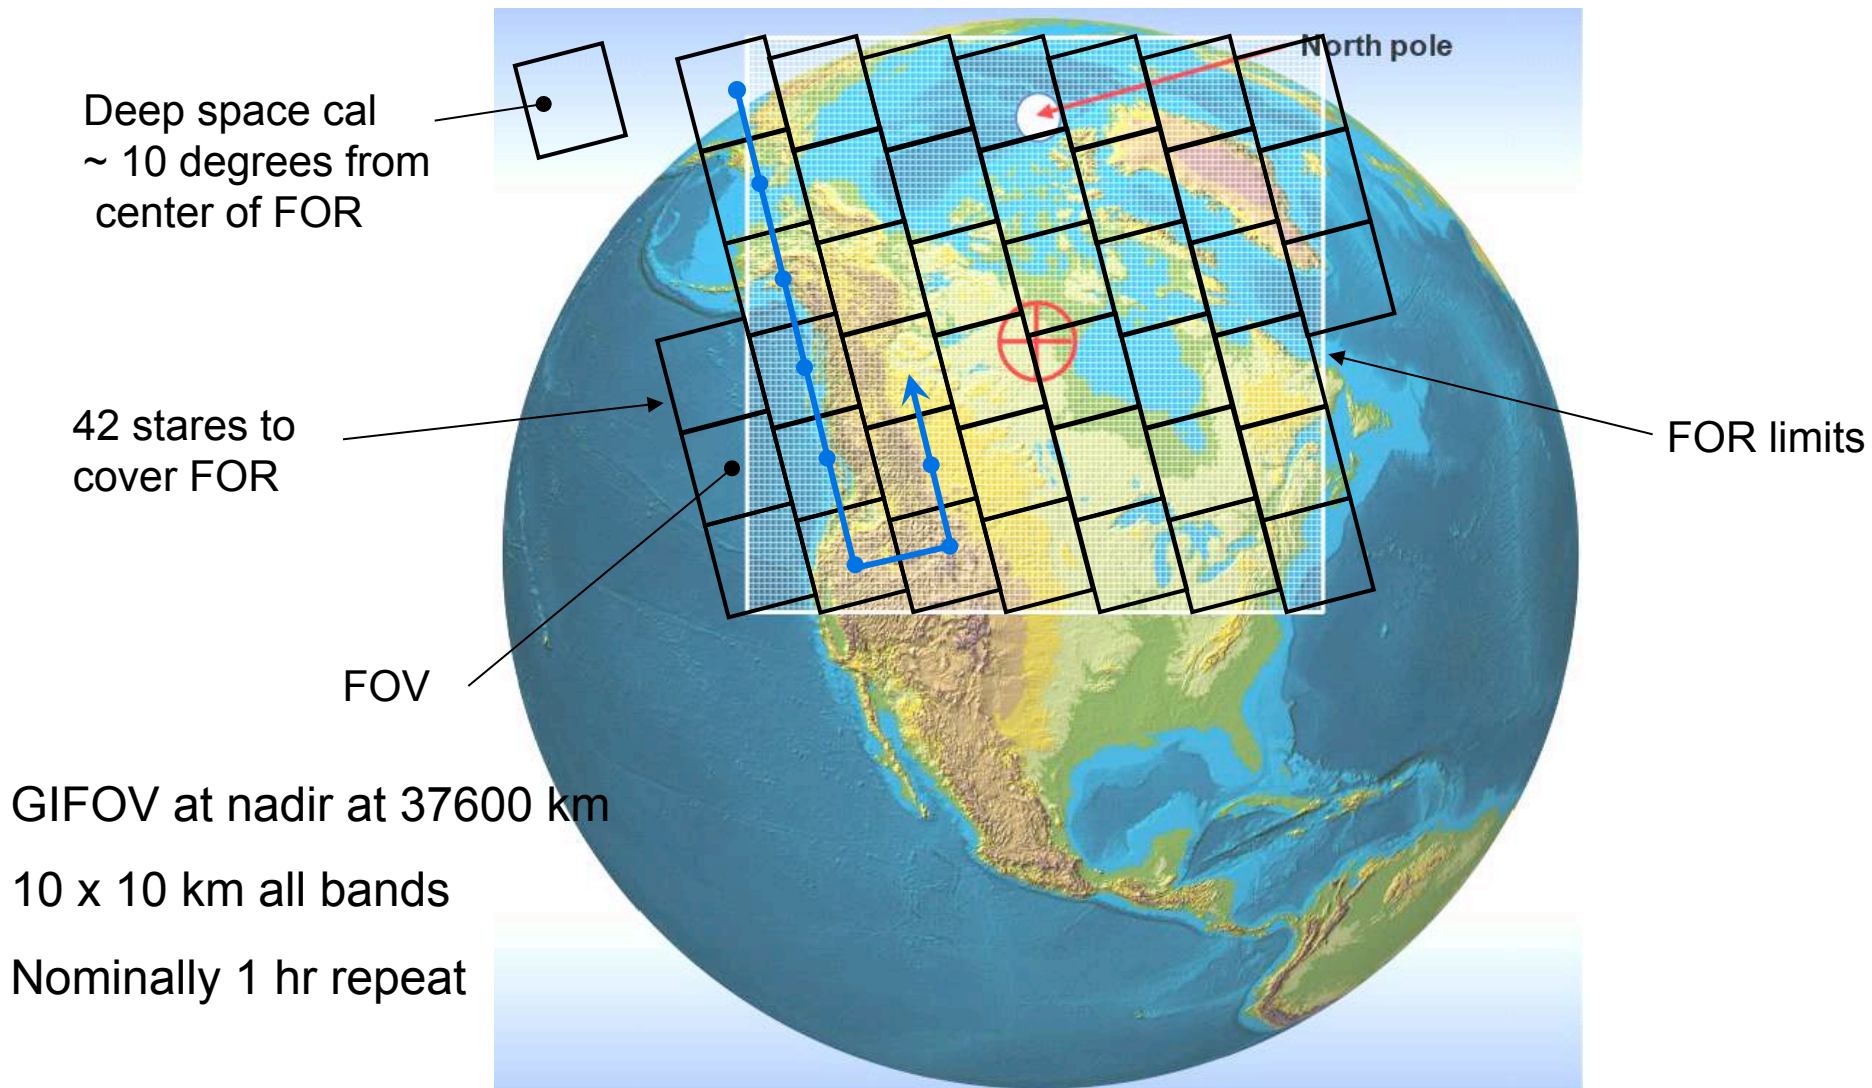 North pole
Deep space cal
~ 10 degrees from
center of FOR
42 stares to
cover FOR
FOR limits
FOV
GIFOV at nadir at 37600 km
10 x 10 km all bands
Nominally 1 hr repeat